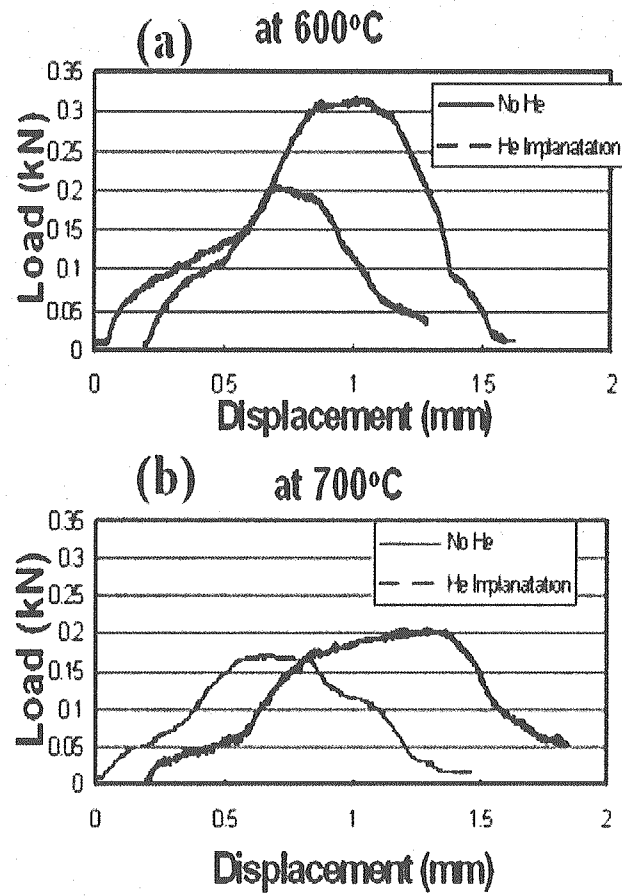 (a) at 600°C
0.35
0.3
0.25
0.2
0.15
0.1
0.05
0
Load (kN)
No He
He Implanatation
0 0.5 1 1.5 2
Displacement (mm)
(b) at 700°C
0.35
0.3
0.25
0.2
0.15
0.1
0.05
0
Load (kN)
No He
He Implanatation
0 0.5 1 1.5 2
Displacement (mm)